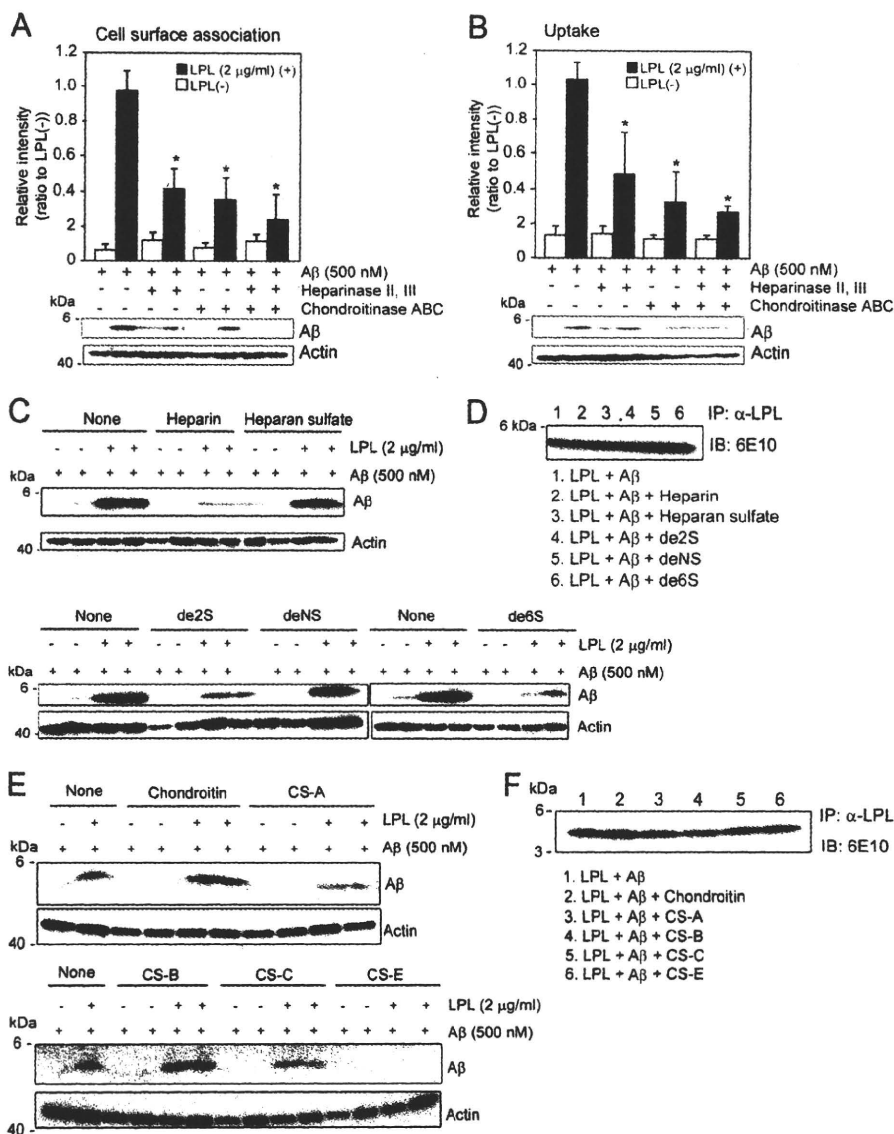 A
Cell surface association
1.2
1.0
0.8
0.6
0.4
2
0
Relative intensity
(ratio to LPL(-))
LPL (2 μg/ml) (+)
LPL(-)
* * *
+ + + + + + + + Aβ (500 nM)
+ + + + Heparinase II, III
+ + + + Chondroitinase ABC
kDa
6 -
Aβ
40 -
Actin
B
Uptake
1.2
1.0
0.8
0.6
0.4
2
0
Relative intensity
(ratio to LPL(-))
LPL (2 μg/ml) (+)
LPL(-)
* * *
+ + + + + + + + Aβ (500 nM)
+ + + + Heparinase II, III
+ + + + Chondroitinase ABC
kDa
6 -
Aβ
40 -
Actin
C
None Heparin Heparan sulfate
- - + + - - + + - - + + LPL (2 μg/ml)
+ + + + + + + + + + + + Aβ (500 nM)
kDa
6 -
Aβ
40 -
Actin
None de2S deNS None de6S
- - + + - - + + - - + + - - + + - - + + LPL (2 μg/ml)
+ + + + + + + + + + + + + + + + + + + + Aβ (500 nM)
kDa
6 -
Aβ
40 -
Actin
D
1 2 3 .4 5 6 IP: α-LPL
6 kDa -
IB: 6E10
1. LPL + Aβ
2. LPL + Aβ + Heparin
3. LPL + Aβ + Heparan sulfate
4. LPL + Aβ + de2S
5. LPL + Aβ + deNS
6. LPL + Aβ + de6S
E
None Chondroitin CS-A
- + - - + + - - + + LPL (2 μg/ml)
+ + + + + + + + + + Aβ (500 nM)
kDa
6 -
Aβ
Actin
40 -
None CS-B CS-C CS-E
- + - - + + - - + + - - + + LPL (2 μg/ml)
+ + + + + + + + + + + + + + Aβ (500 nM)
kDa
6 -
Aβ
Actin
40 -
F
kDa
1 2 3 4 5 6
6 -
IP: α-LPL
3 -
IB: 6E10
1. LPL + Aβ
2. LPL + Aβ + Chondroitin
3. LPL + Aβ + CS-A
4. LPL + Aβ + CS-B
5. LPL + Aβ + CS-C
6. LPL + Aβ + CS-E